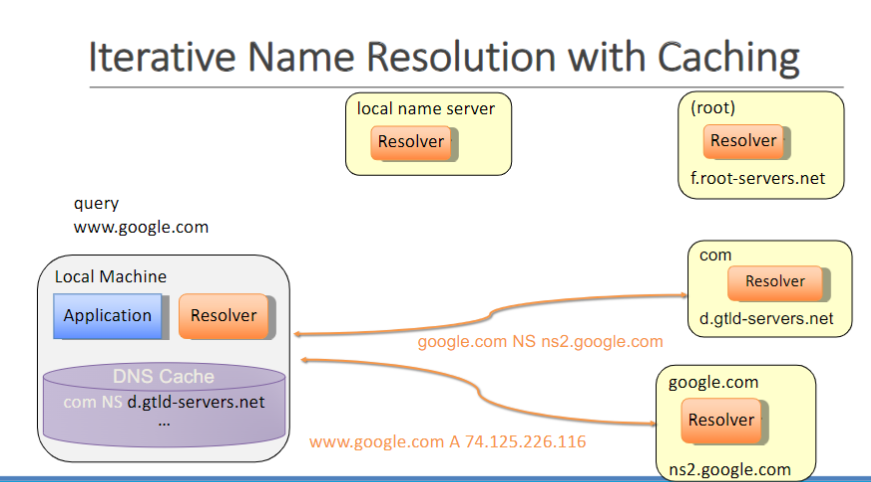 Iterative Name Resolution with Caching
local name server
Resolver
(root)
Resolver
f.root-servers.net
query
www.google.com
Local Machine
Application
Resolver
DNS Cache
com NS d.gtld-servers.net
...
com
Resolver
d.gtld-servers.net
google.com NS ns2.google.com
google.com
Resolver
ns2.google.com
www.google.com A 74.125.226.116